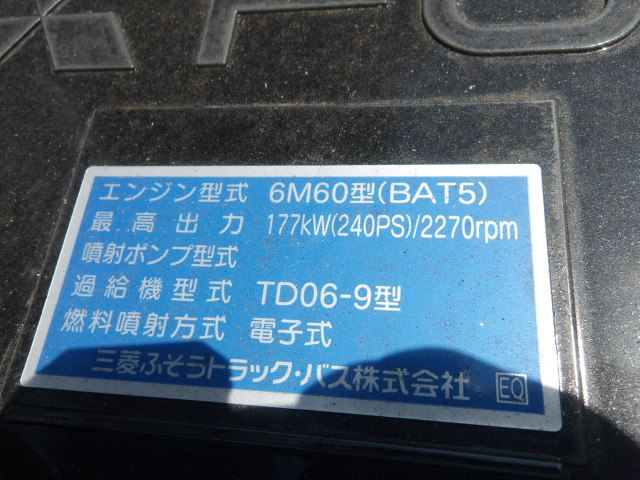 エンジン型式 6M60型(BAT5)
最高出力 177kW(240PS)/2270rpm
噴射ポンプ型式
過給機型式 TD06-9型
燃料噴射方式 電子式
三菱ふそうトラック・バス株式会社 EQ